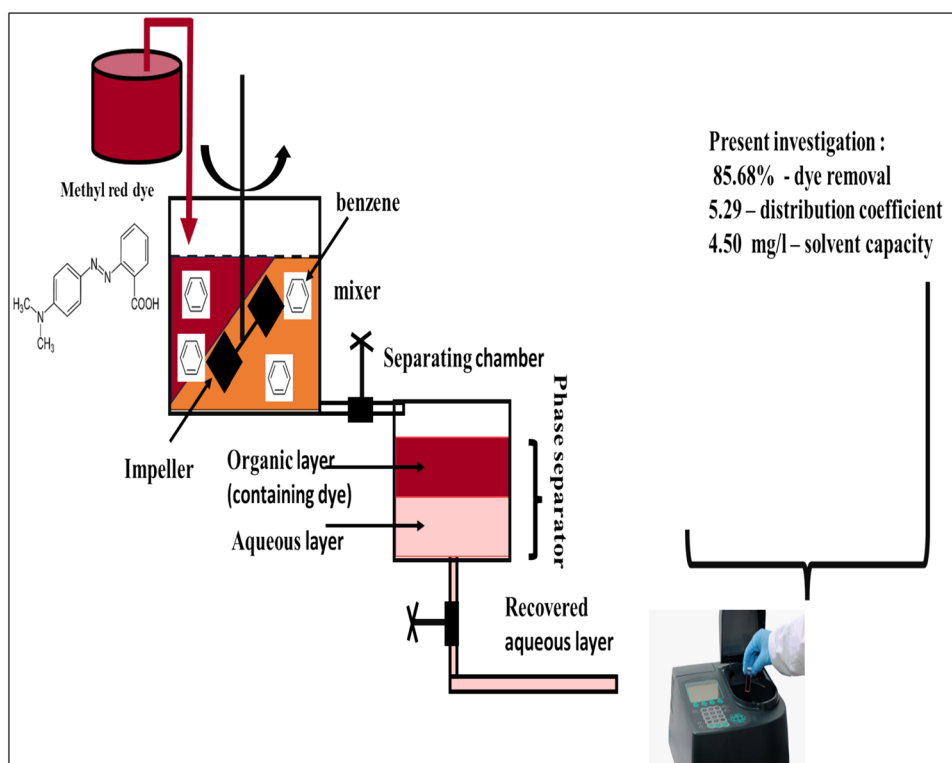 Present investigation :
85.68% - dye removal
5.29 – distribution coefficient
4.50 mg/l – solvent capacity
Methyl red dye
benzene
mixer
N
N
COOH
H₃C
N
CH₃
Separating chamber
Impeller
Organic layer
(containing dye)
Aqueous layer
Phase separator
Recovered
aqueous layer